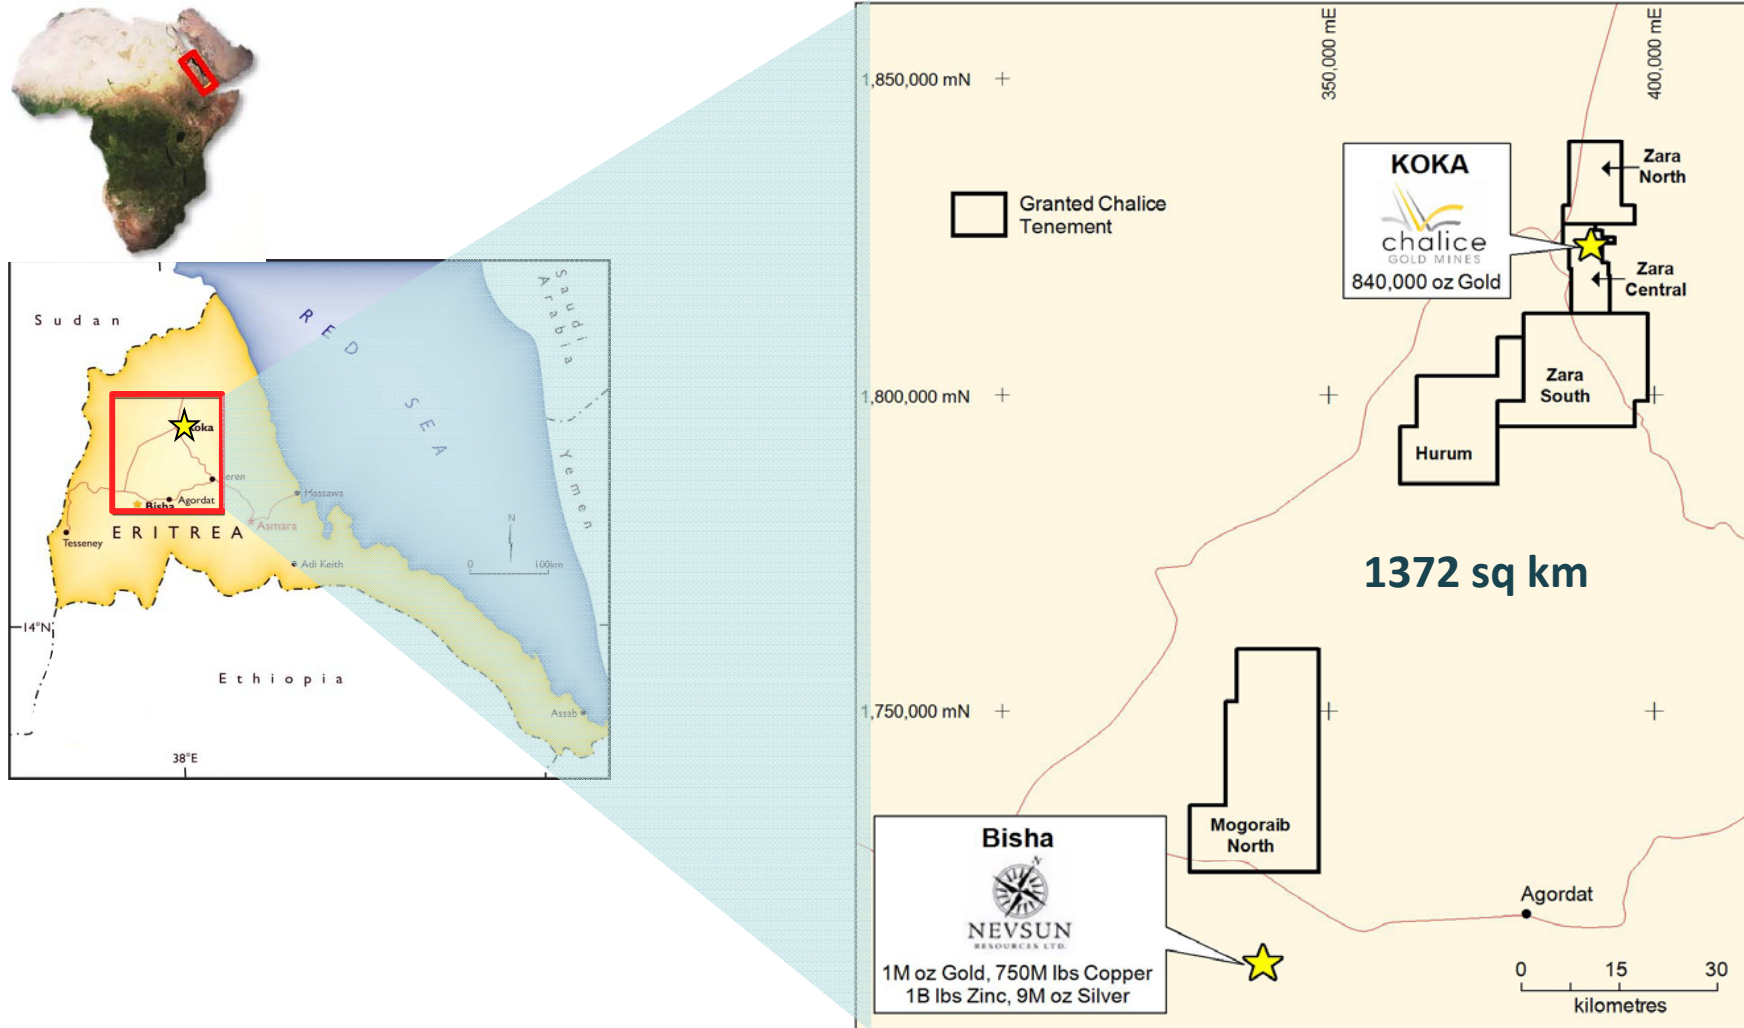 Sudan
RED
SEA
Saudi
Arabia
Yemen
Koka
Keren
Agordat
Bisha
Massawa
Asmara
ERITREA
Tesseney
Adi Keith
N
0 100km
14°N
Ethiopia
Assab
38°E
350,000 mE
400,000 mE
1,850,000 mN
KOKA
chalice
GOLD MINES
840,000 oz Gold
Zara
North
Granted Chalice
Tenement
Zara
Central
1,800,000 mN
Zara
South
Hurum
1372 sq km
1,750,000 mN
Mogoraib
North
Bisha
N
NEVSUN
RESOURCES LTD.
1M oz Gold, 750M lbs Copper
1B lbs Zinc, 9M oz Silver
Agordat
0 15 30
kilometres